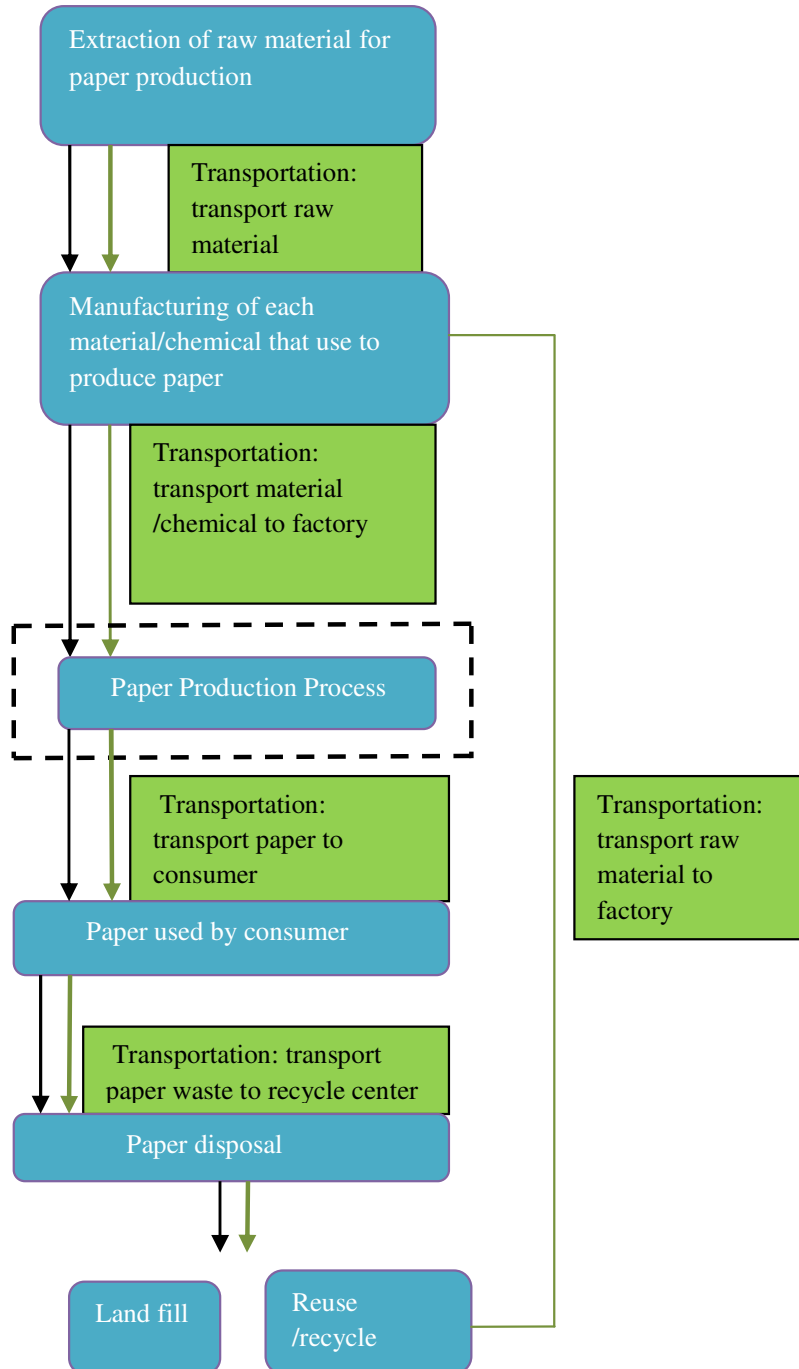 Extraction of raw material for
paper production
Transportation:
transport raw
material
Manufacturing of each
material/chemical that use to
produce paper
Transportation:
transport material
/chemical to factory
Paper Production Process
Transportation:
transport paper to
consumer
Transportation:
transport raw
material to
factory
Paper used by consumer
Transportation: transport
paper waste to recycle center
Paper disposal
Land fill
Reuse
/recycle